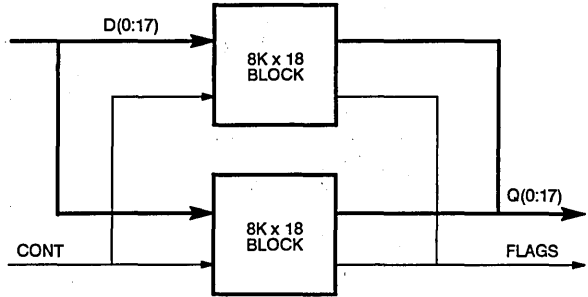 D(0:17)
8K x 18
BLOCK
Q(0:17)
8K x 18
BLOCK
CONT
FLAGS